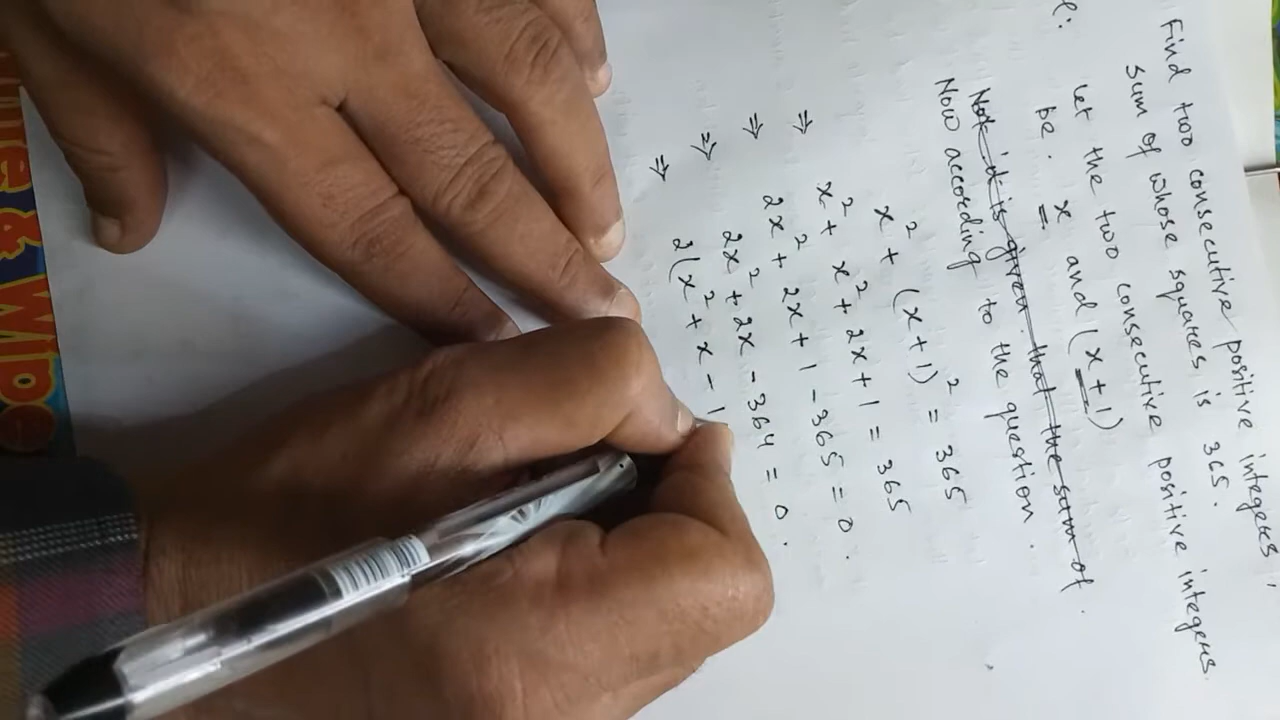 Find two consecutive positive integers,
sum of whose squares is 365.
let the two consecutive positive integers
be. x and (x+1)
Not it is given that the sum of.
Now according to the question.
x² + (x+1)² = 365
⇒ x² + x² + 2x + 1 = 365
⇒ 2x² + 2x + 1 - 365 = 0.
⇒ 2x² + 2x - 364 = 0.
⇒ 2(x² + x - 1
& Wipe